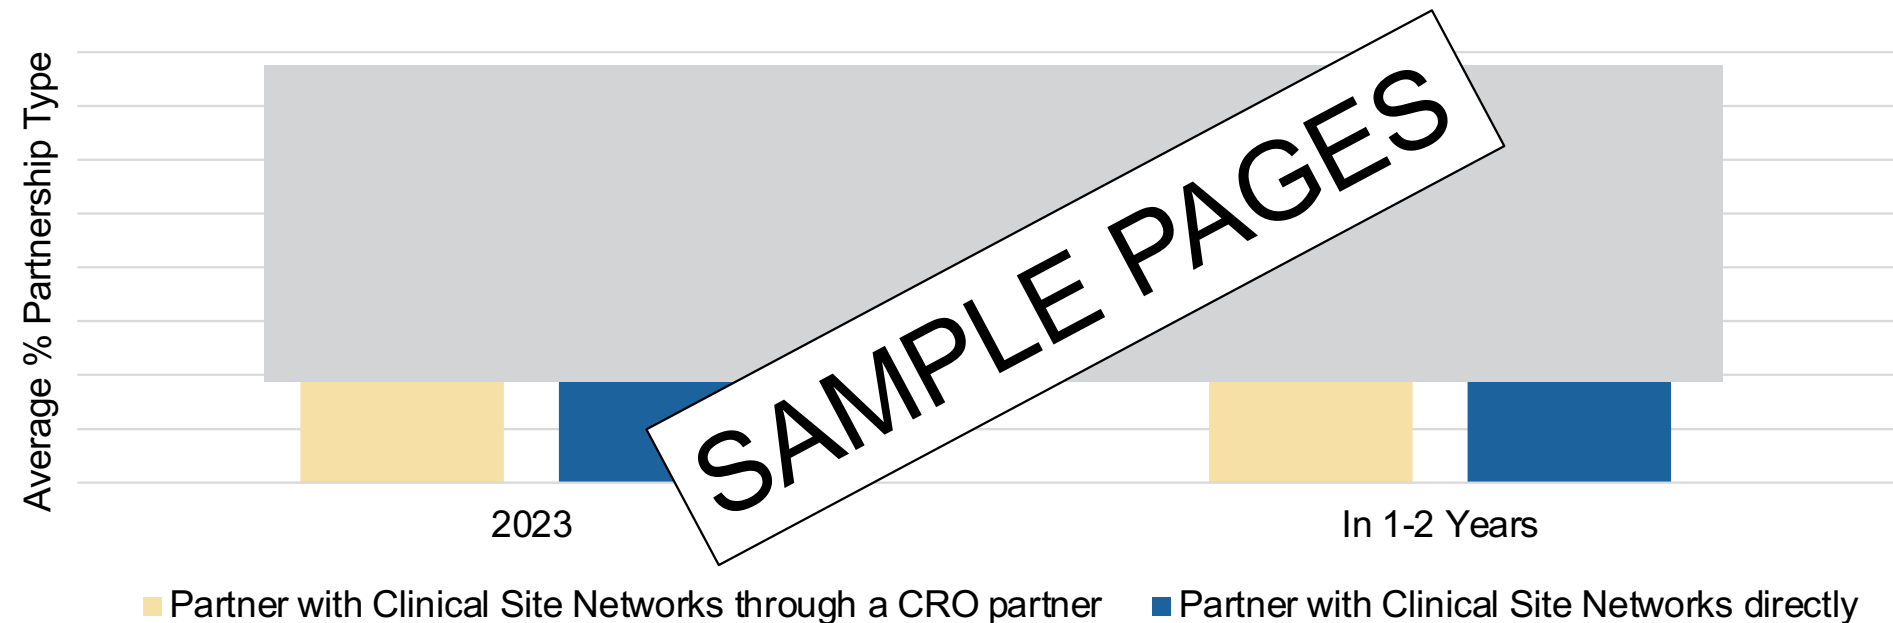 Average % Partnership Type
SAMPLE PAGES
2023
In 1-2 Years
Partner with Clinical Site Networks through a CRO partner
Partner with Clinical Site Networks directly